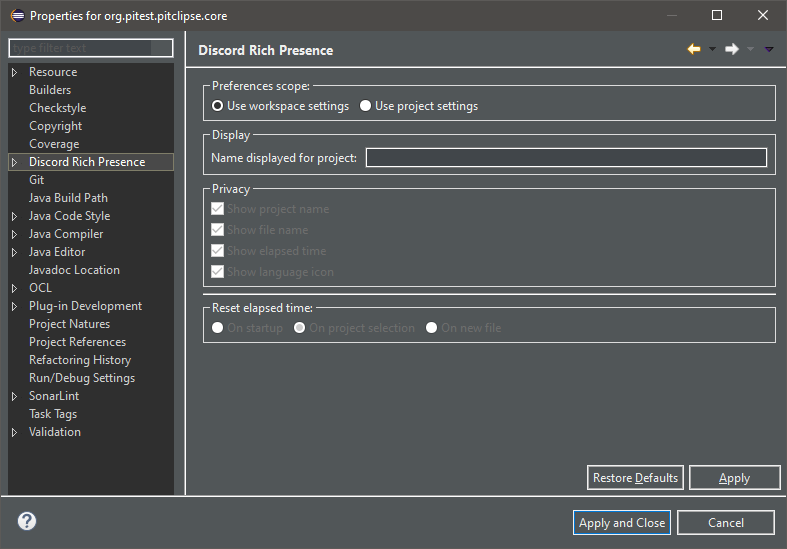 Properties for org.pitest.pitclipse.core
type filter text
Resource
Builders
Checkstyle
Copyright
Coverage
Discord Rich Presence
Git
Java Build Path
Java Code Style
Java Compiler
Java Editor
Javadoc Location
OCL
Plug-in Development
Project Natures
Project References
Refactoring History
Run/Debug Settings
SonarLint
Task Tags
Validation
Discord Rich Presence
Preferences scope:
Use workspace settings Use project settings
Display
Name displayed for project:
Privacy
Show project name
Show file name
Show elapsed time
Show language icon
Reset elapsed time:
On startup On project selection On new file
Restore Defaults Apply
Apply and Close Cancel